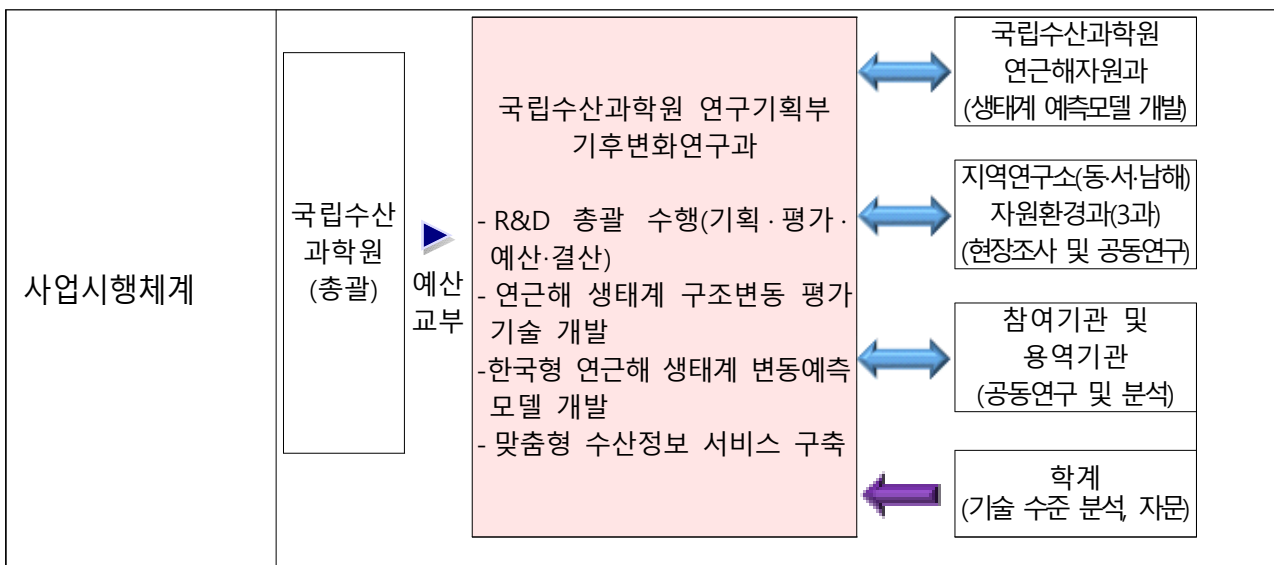 사업시행체계
국립수산
과학원
(총괄)
예산
교부
국립수산과학원 연구기획부
기후변화연구과
- R&D 총괄 수행(기획·평가·
예산·결산)
- 연근해 생태계 구조변동 평가
기술 개발
-한국형 연근해 생태계 변동예측
모델 개발
- 맞춤형 수산정보 서비스 구축
국립수산과학원
연근해자원과
(생태계 예측모델 개발)
지역연구소(동·서·남해)
자원환경과(3과)
(현장조사 및 공동연구)
참여기관 및
용역기관
(공동연구 및 분석)
학계
(기술 수준 분석, 자문)